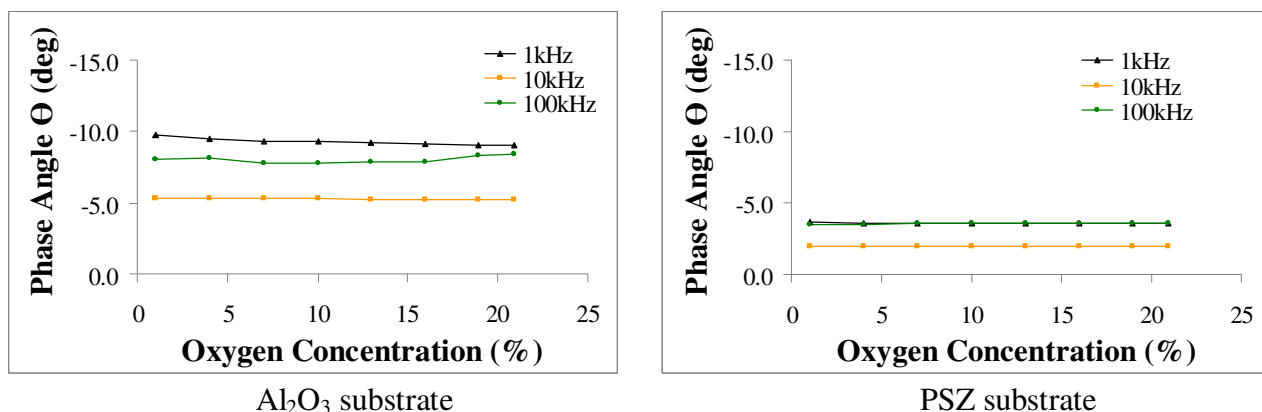 Phase Angle Θ (deg)
-15.0
-10.0
-5.0
0.0
1kHz
10kHz
100kHz
0 5 10 15 20 25
Oxygen Concentration (%)
Al₂O₃ substrate
Phase Angle Θ (deg)
-15.0
-10.0
-5.0
0.0
1kHz
10kHz
100kHz
0 5 10 15 20 25
Oxygen Concentration (%)
PSZ substrate